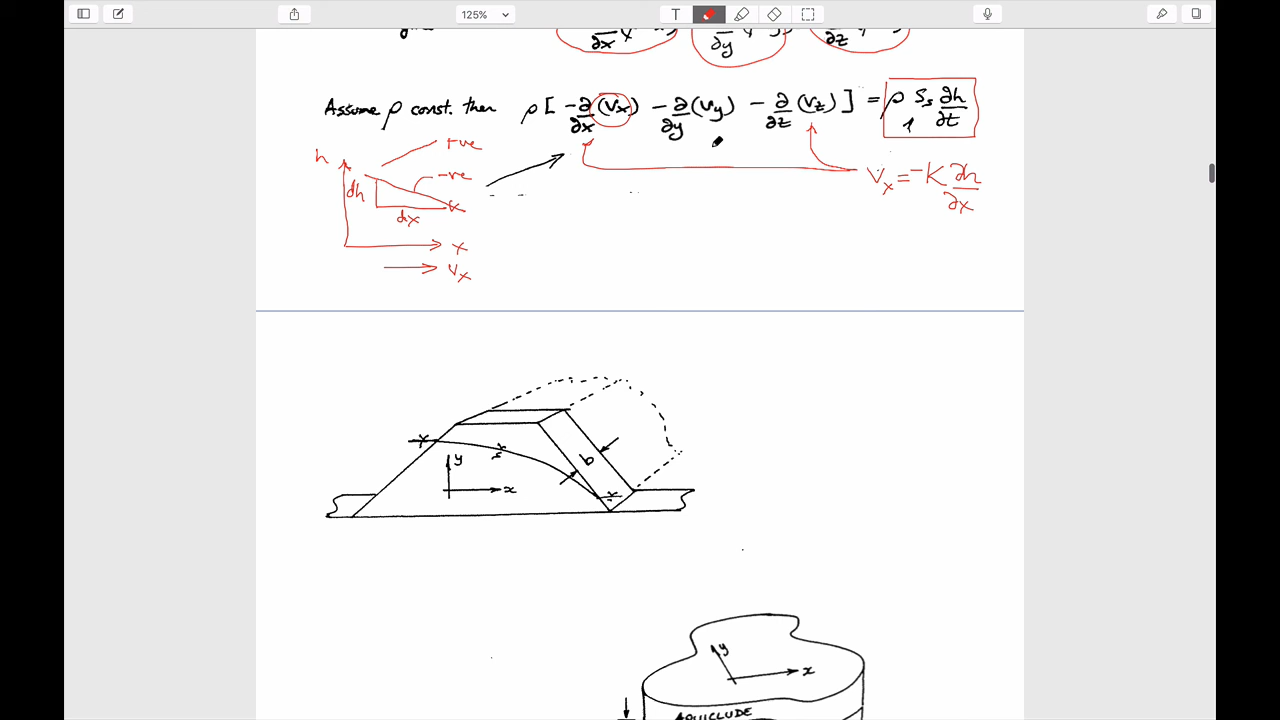 125%
T
∂x ∂y ∂z
Assume ρ const. then ρ [ -∂/∂x (Vx) - ∂/∂y (Vy) - ∂/∂z (Vz) ] = ρ Ss ∂h/∂t
+ve
h
-ve
dh
dx
x
Vx
Vx = -K ∂h/∂x
y
b
x
y
x
AQUICLUDE